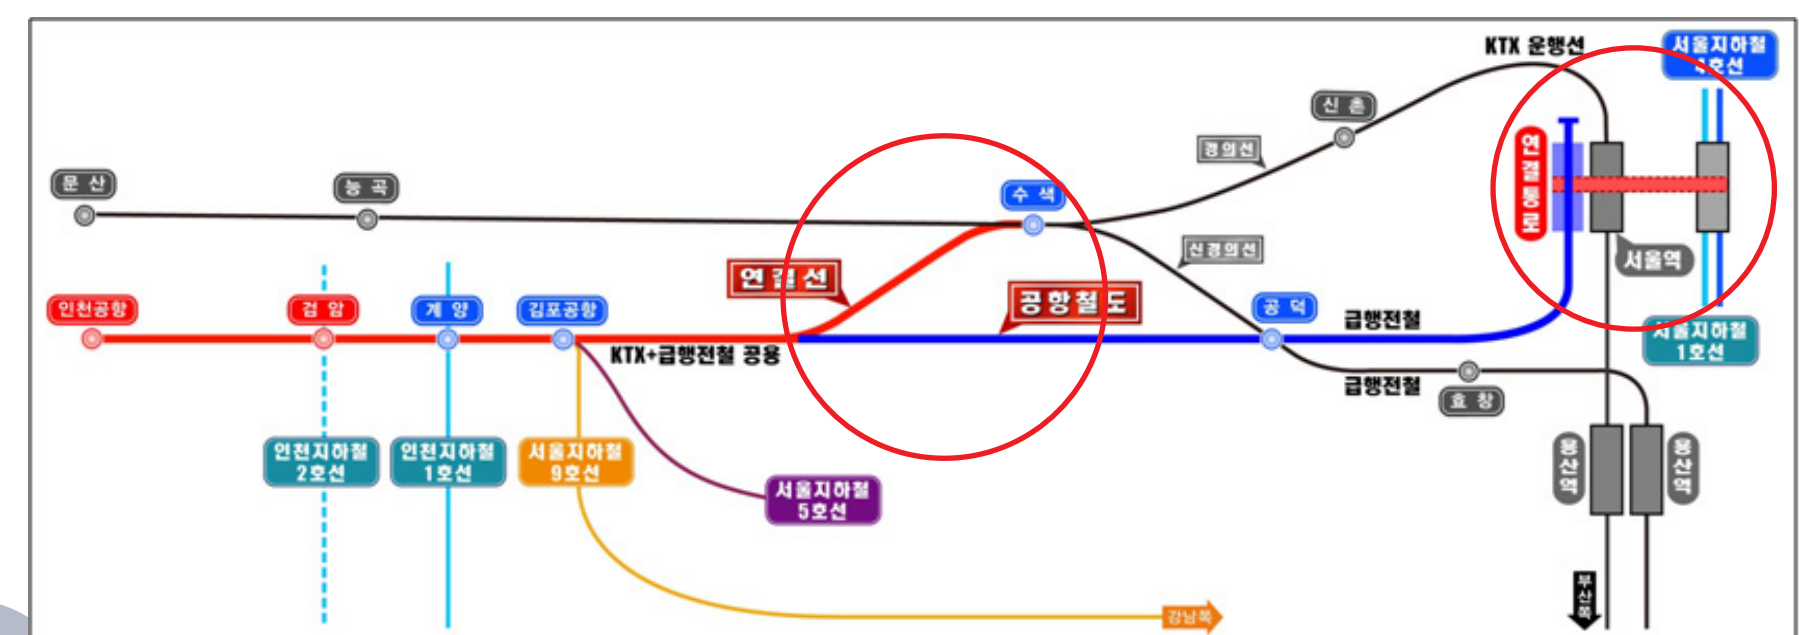 KTX 운행선
서울지하철
4호선
신 촌
연결통로
경의선
문 산
능 곡
수 색
신경의선
서울역
연결선
공항철도
인천공항
검 암
계 양
김포공항
공 덕
급행전철
KTX+급행전철 공용
서울지하철
1호선
급행전철
효 창
인천지하철
2호선
인천지하철
1호선
서울지하철
9호선
서울지하철
5호선
용산역
용산역
부산쪽
강남쪽